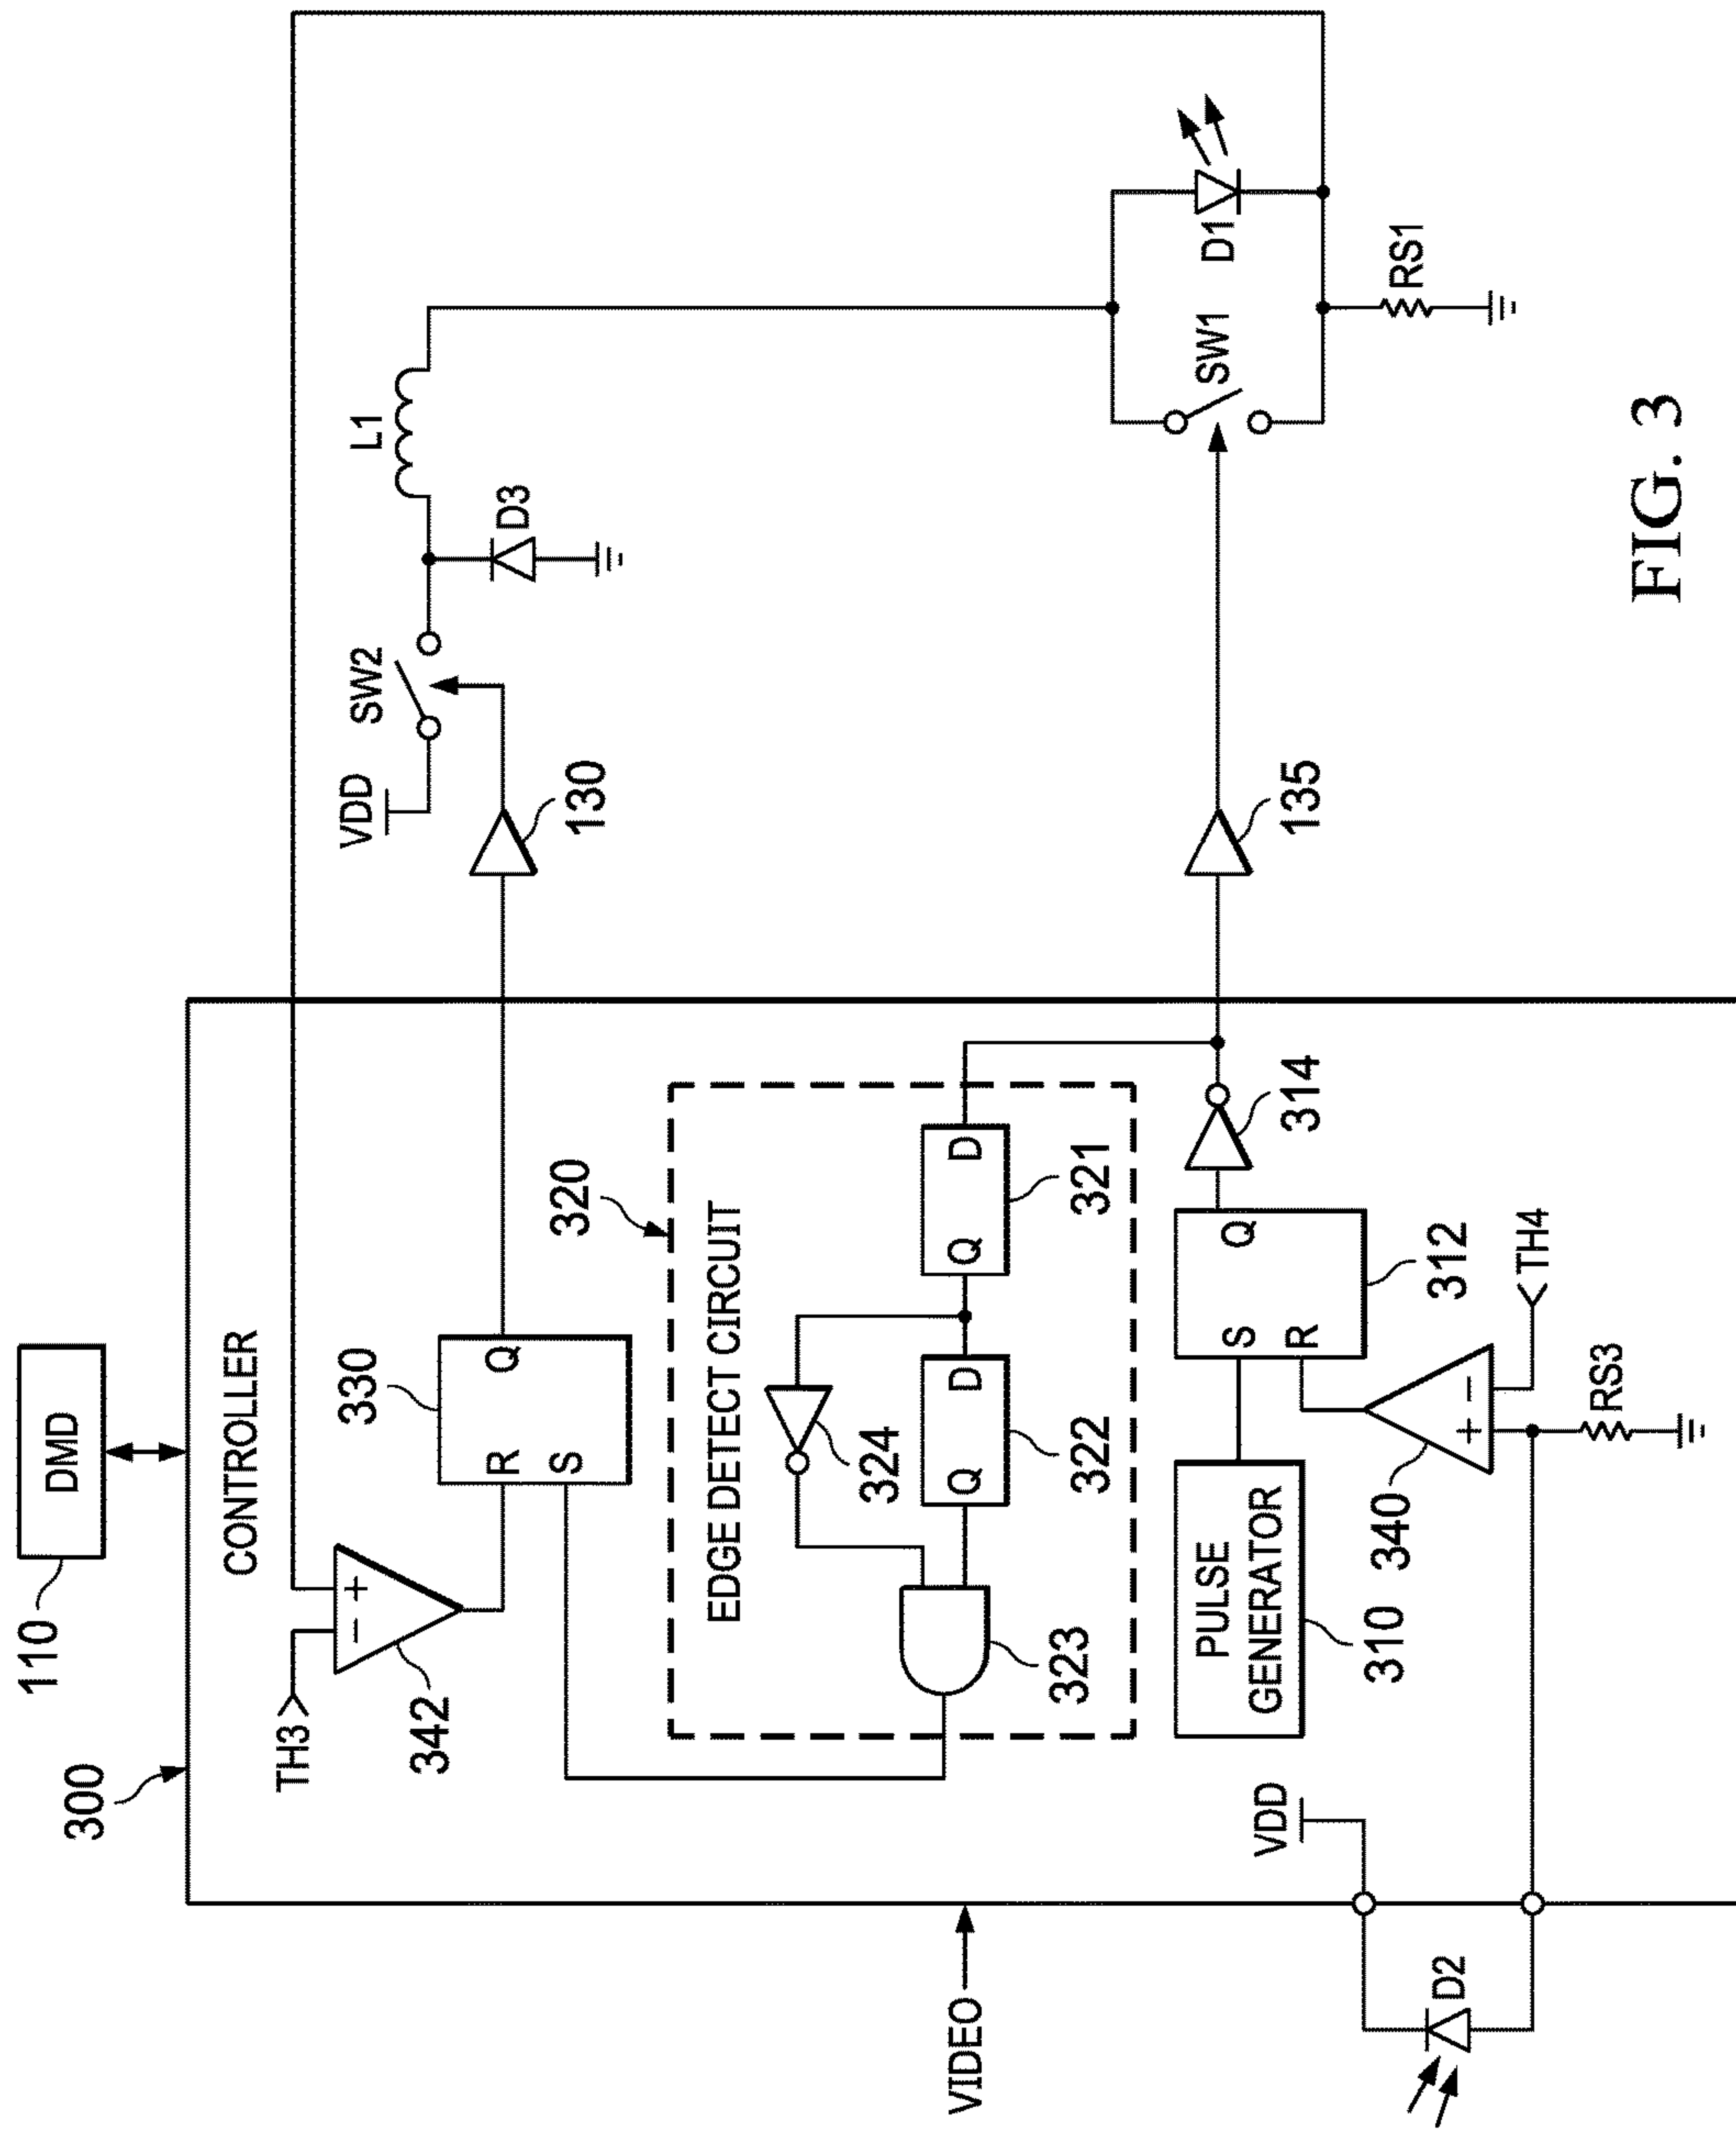 110
DMD
300
CONTROLLER
TH3
342
R
S
Q
330
+
−
130
VDD
SW2
L1
D3
320
EDGE DETECT CIRCUIT
324
323
Q
D
322
Q
D
321
VIDEO
135
SW1
D1
RS1
PULSE
GENERATOR
310
S
R
Q
312
314
340
+
−
TH4
RS3
VDD
D2
FIG. 3